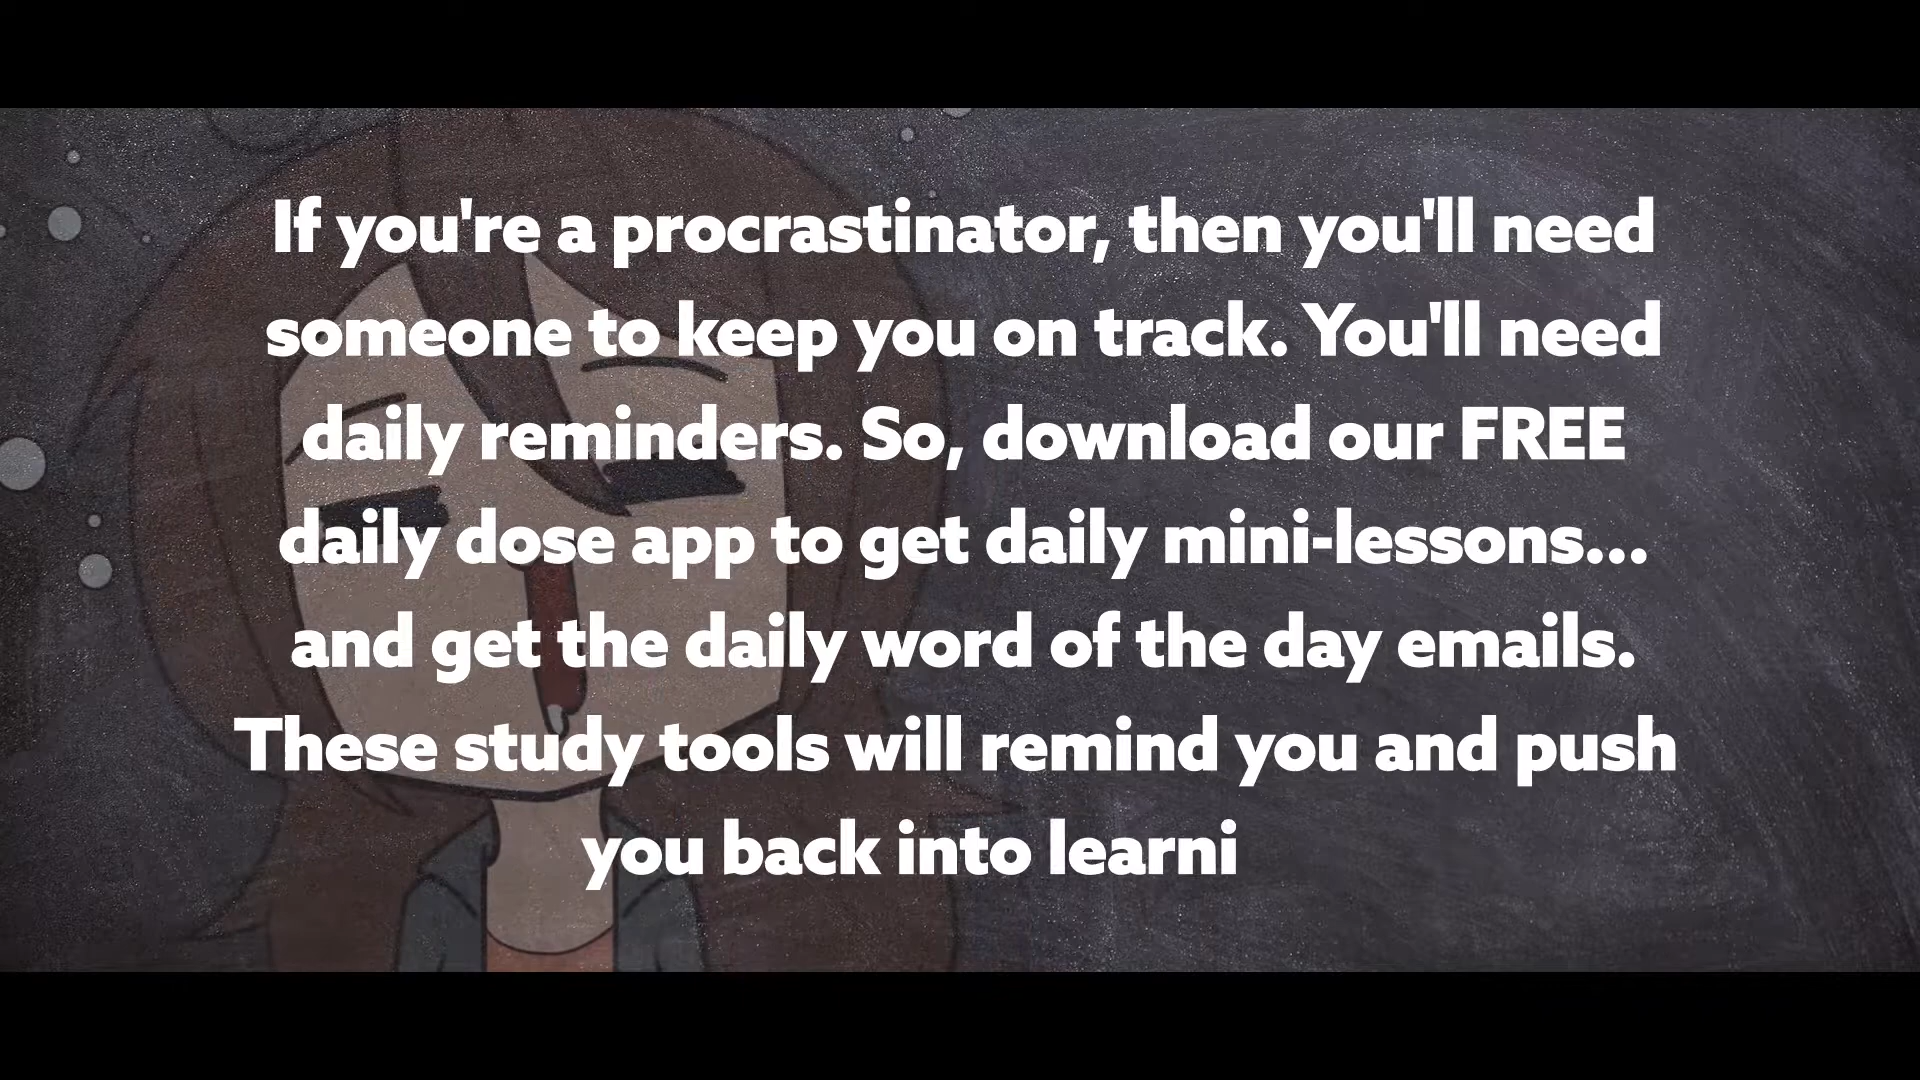 If you're a procrastinator, then you'll need
someone to keep you on track. You'll need
daily reminders. So, download our FREE
daily dose app to get daily mini-lessons...
and get the daily word of the day emails.
These study tools will remind you and push
you back into learni